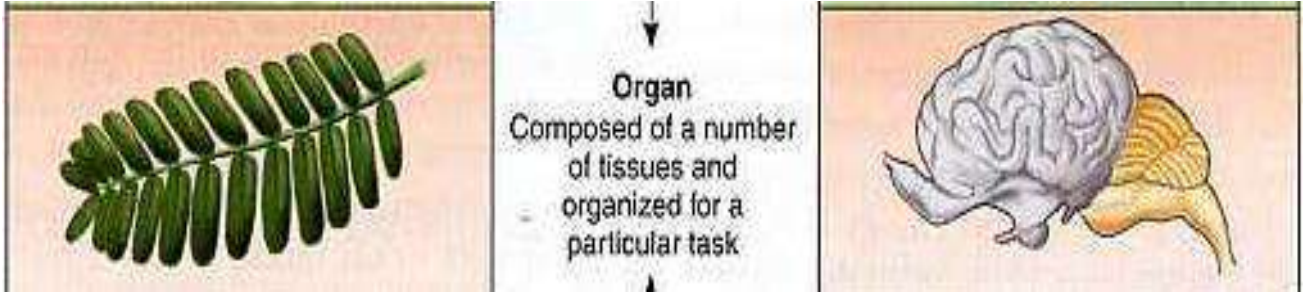 Organ
Composed of a number
of tissues and
organized for a
particular task